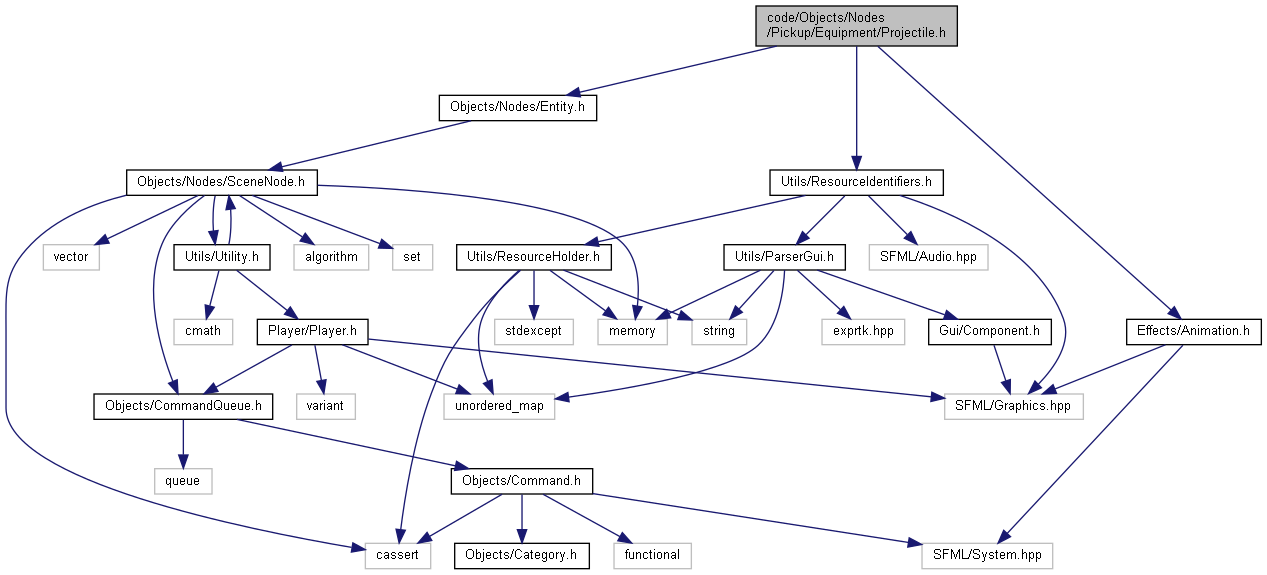 code/Objects/Nodes
/Pickup/Equipment/Projectile.h
Objects/Nodes/Entity.h
Objects/Nodes/SceneNode.h
Utils/ResourceIdentifiers.h
vector
Utils/Utility.h
algorithm
set
Utils/ResourceHolder.h
Utils/ParserGui.h
SFML/Audio.hpp
cmath
Player/Player.h
stdexcept
memory
string
exprtk.hpp
Gui/Component.h
Effects/Animation.h
Objects/CommandQueue.h
variant
unordered_map
SFML/Graphics.hpp
queue
Objects/Command.h
cassert
Objects/Category.h
functional
SFML/System.hpp